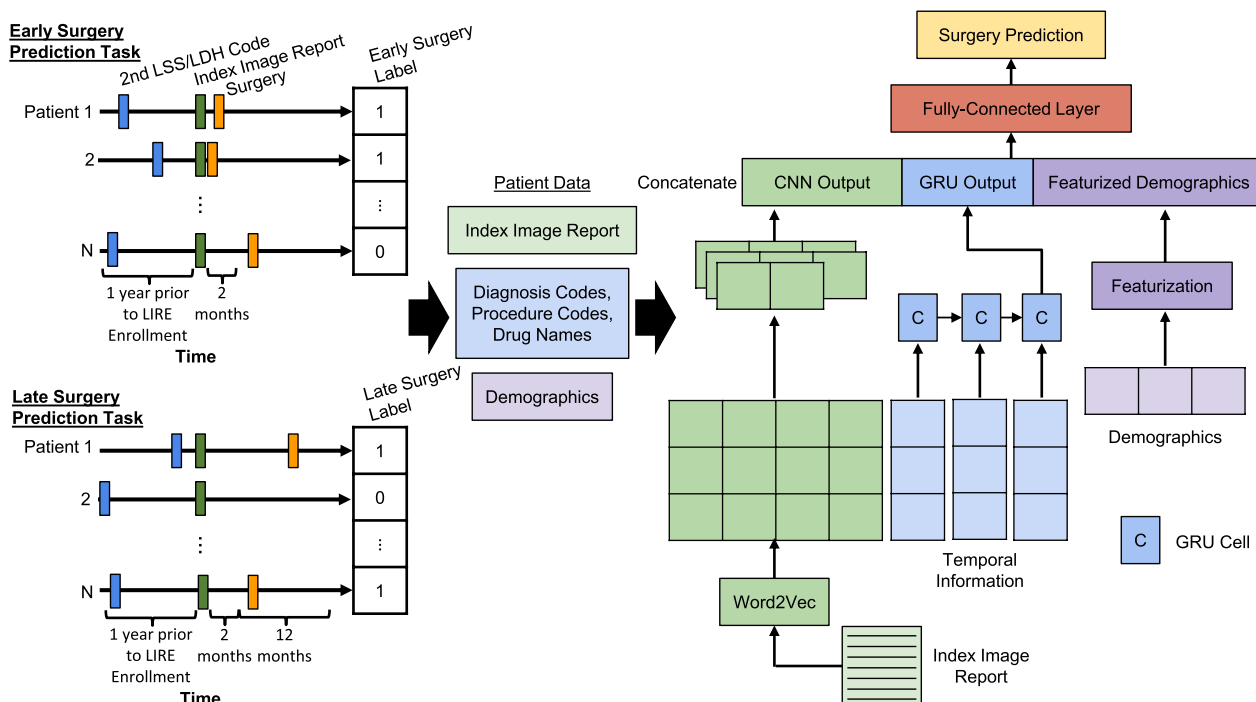 Early Surgery
Prediction Task
2nd LSS/LDH Code
Index Image Report
Surgery
Early Surgery
Label
Patient 1
1
2
1
...
⋮
N
0
1 year prior
to LIRE
Enrollment
2
months
Time
Late Surgery
Prediction Task
Late Surgery
Label
Patient 1
1
2
0
⋮
⋮
N
1
1 year prior
to LIRE
Enrollment
2
months
12
months
Time
Patient Data
Index Image Report
Diagnosis Codes,
Procedure Codes,
Drug Names
Demographics
Surgery Prediction
Fully-Connected Layer
Concatenate
CNN Output
GRU Output
Featurized Demographics
C
C
C
Featurization
Demographics
Temporal
Information
C
GRU Cell
Word2Vec
Index Image
Report